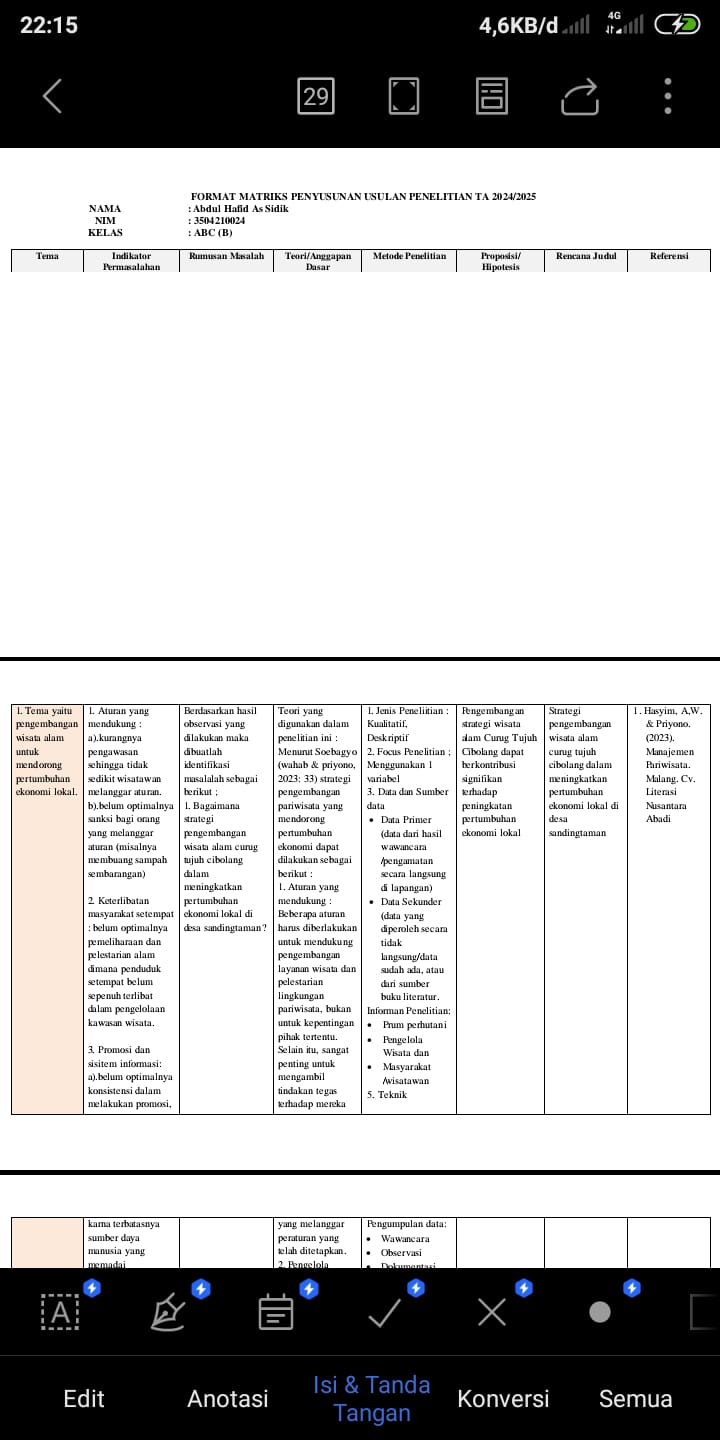 22:15
4,6KB/d
4G
29
FORMAT MATRIKS PENYUSUNAN USULAN PENELITIAN TA 2024/2025
NAMA : Abdul Hafid As Sidik
NIM : 3504210024
KELAS : ABC (B)
Tema
Indikator
Permasalahan
Rumusan Masalah
Teori/Anggapan
Dasar
Metode Penelitian
Proposisi/
Hipotesis
Rencana Judul
Referensi
1. Tema yaitu
pengembangan
wisata alam
untuk
mendorong
pertumbuhan
ekonomi lokal.
1. Aturan yang
mendukung :
a).kurangnya
pengawasan
sehingga tidak
sedikit wisatawan
melanggar aturan.
b).belum optimalnya
sanksi bagi orang
yang melanggar
aturan (misalnya
membuang sampah
sembarangan)
2. Keterlibatan
masyarakat setempat
: belum optimalnya
pemeliharaan dan
pelestarian alam
dimana penduduk
setempat belum
sepenuh terlibat
dalam pengelolaan
kawasan wisata.
3. Promosi dan
sisitem informasi:
a).belum optimalnya
konsistensi dalam
melakukan promosi,
Berdasarkan hasil
observasi yang
dilakukan maka
dibuatlah
identifikasi
masalalah sebagai
berikut ;
1. Bagaimana
strategi
pengembangan
wisata alam curug
tujuh cibolang
dalam
meningkatkan
pertumbuhan
ekonomi lokal di
desa sandingtaman?
Teori yang
digunakan dalam
penelitian ini :
Menurut Soebagyo
(wahab & priyono,
2023: 33) strategi
pengembangan
pariwisata yang
mendorong
pertumbuhan
ekonomi dapat
dilakukan sebagai
berikut :
1. Aturan yang
mendukung :
Beberapa aturan
harus diberlakukan
untuk mendukung
pengembangan
layanan wisata dan
pelestarian
lingkungan
pariwisata, bukan
untuk kepentingan
pihak tertentu.
Selain itu, sangat
penting untuk
mengambil
tindakan tegas
terhadap mereka
1. Jenis Peneliitian :
Kualitatif,
Deskriptif
2. Focus Penelitian ;
Menggunakan 1
variabel
3. Data dan Sumber
data
• Data Primer
(data dari hasil
wawancara
/pengamatan
secara langsung
di lapangan)
• Data Sekunder
(data yang
diperoleh secara
tidak
langsung/data
sudah ada, atau
dari sumber
buku literatur.
Informan Penelitian:
• Prum perhutani
• Pengelola
Wisata dan
• Masyarakat
/wisatawan
5. Teknik
Pengembangan
strategi wisata
alam Curug Tujuh
Cibolang dapat
berkontribusi
signifikan
terhadap
peningkatan
pertumbuhan
ekonomi lokal
Strategi
pengembangan
wisata alam
curug tujuh
cibolang dalam
meningkatkan
pertumbuhan
ekonomi lokal di
desa
sandingtaman
1. Hasyim, A,W.
& Priyono.
(2023).
Manajemen
Pariwisata.
Malang. Cv.
Literasi
Nusantara
Abadi
karna terbatasnya
sumber daya
manusia yang
memadai
yang melanggar
peraturan yang
telah ditetapkan.
2. Pengelola
Pengumpulan data:
• Wawancara
• Observasi
• Dokumentasi
A
Edit
Anotasi
Isi & Tanda
Tangan
Konversi
Semua